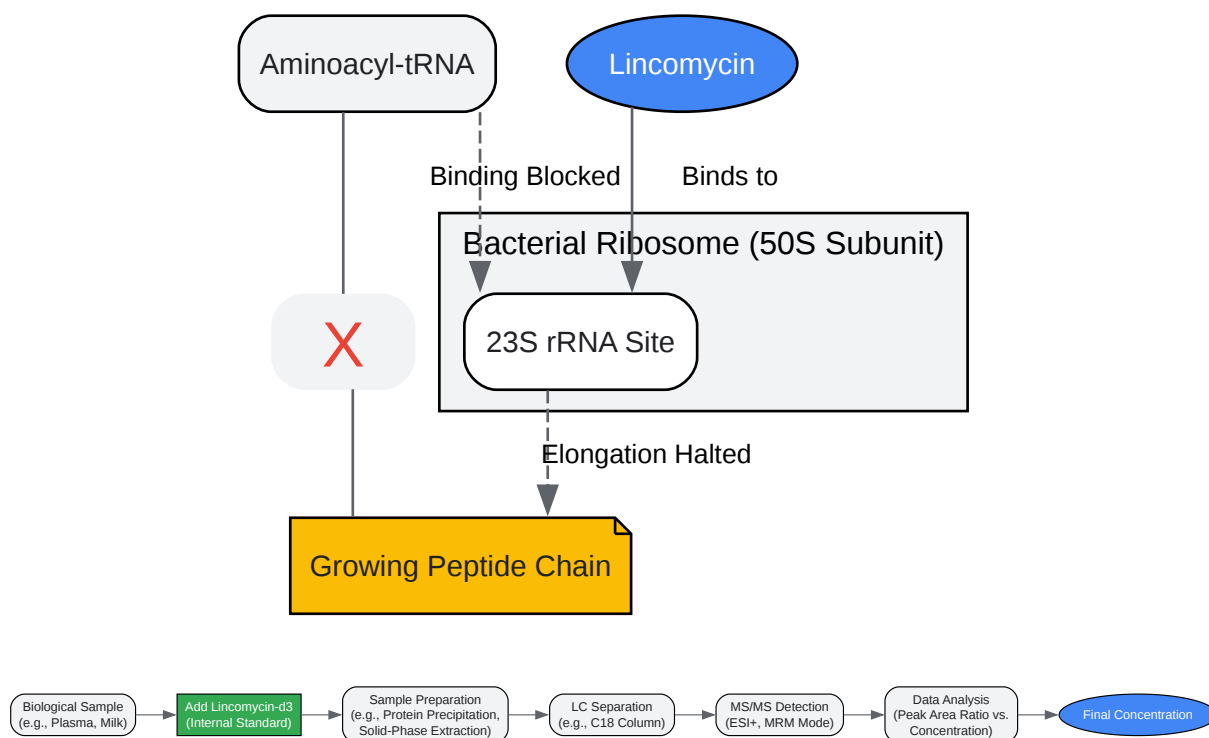 Aminoacyl-tRNA
Lincomycin
Binding Blocked
Binds to
Bacterial Ribosome (50S Subunit)
X
23S rRNA Site
Elongation Halted
Growing Peptide Chain
Biological Sample
(e.g., Plasma, Milk)
Add Lincomycin-d3
(Internal Standard)
Sample Preparation
(e.g., Protein Precipitation,
Solid-Phase Extraction)
LC Separation
(e.g., C18 Column)
MS/MS Detection
(ESI+, MRM Mode)
Data Analysis
(Peak Area Ratio vs.
Concentration)
Final Concentration